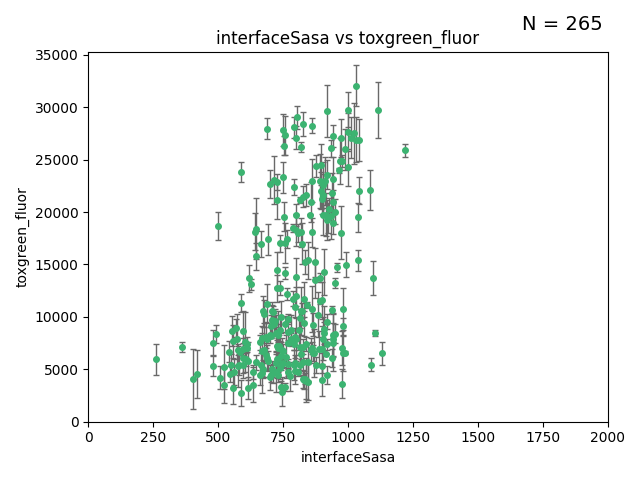 N = 265
interfaceSasa vs toxgreen_fluor
35000
30000
25000
20000
15000
10000
5000
0
toxgreen_fluor
0 250 500 750 1000 1250 1500 1750 2000
interfaceSasa